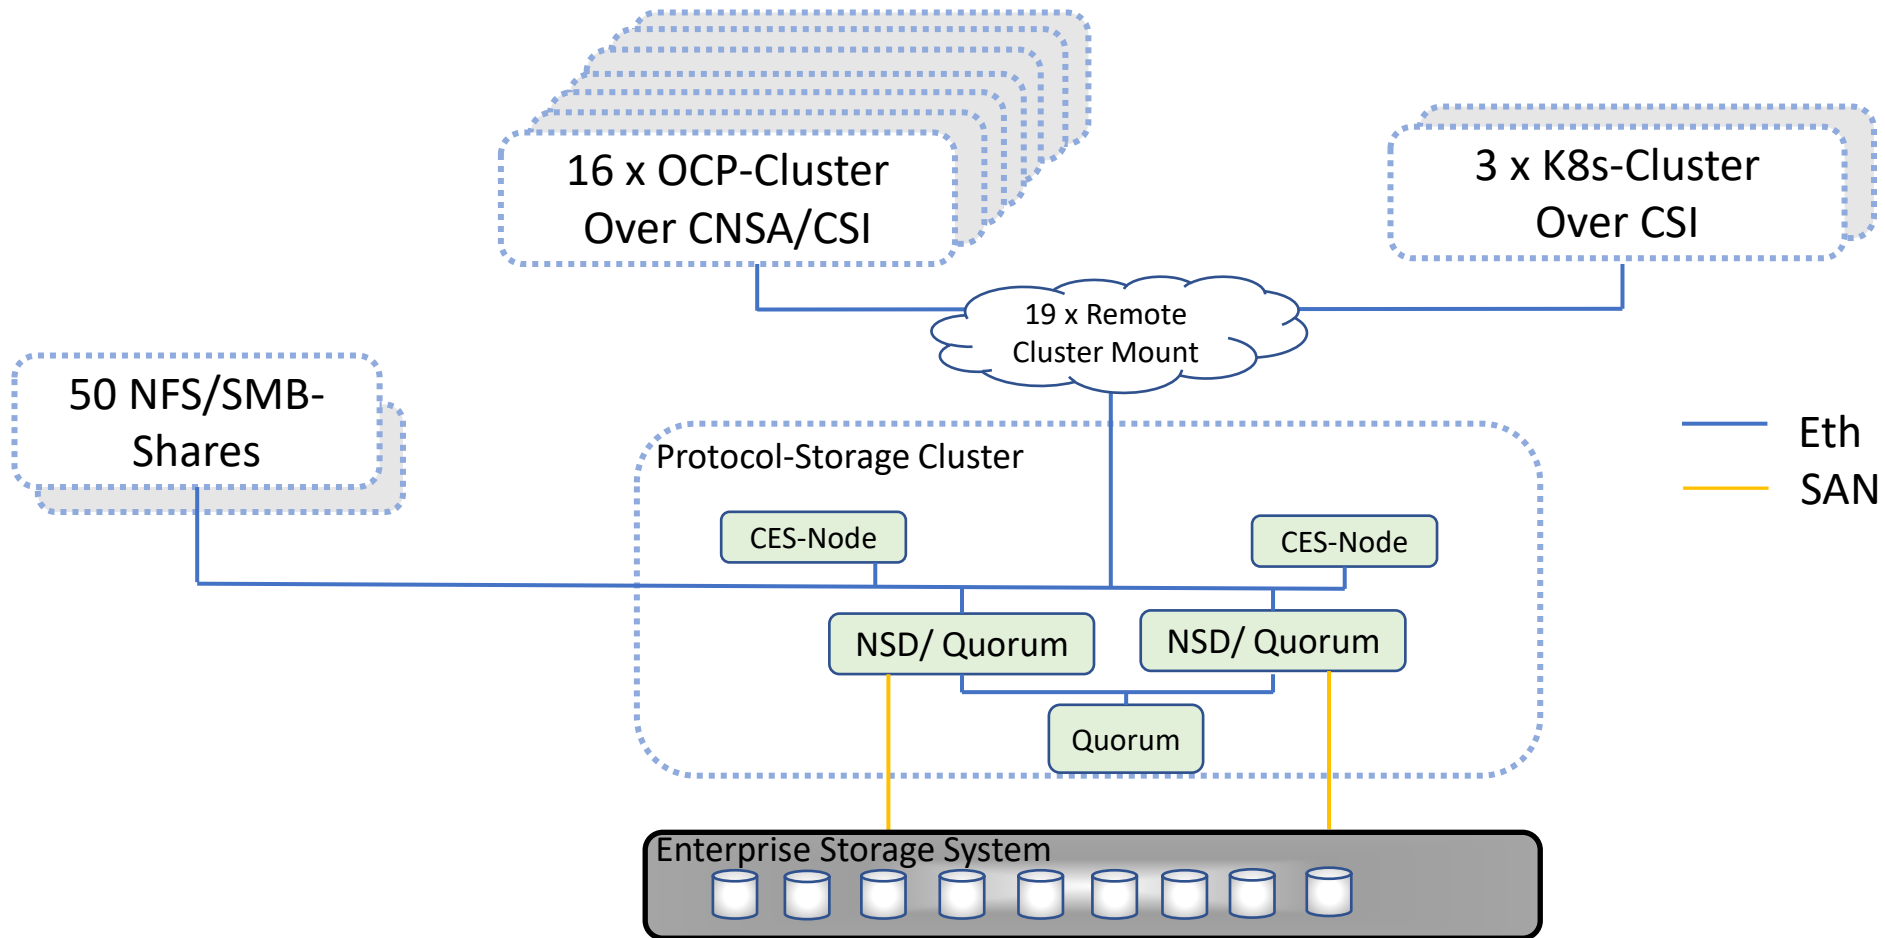 16 x OCP-Cluster
Over CNSA/CSI
3 x K8s-Cluster
Over CSI
19 x Remote
Cluster Mount
50 NFS/SMB-
Shares
Eth
SAN
Protocol-Storage Cluster
CES-Node
CES-Node
NSD/ Quorum
NSD/ Quorum
Quorum
Enterprise Storage System